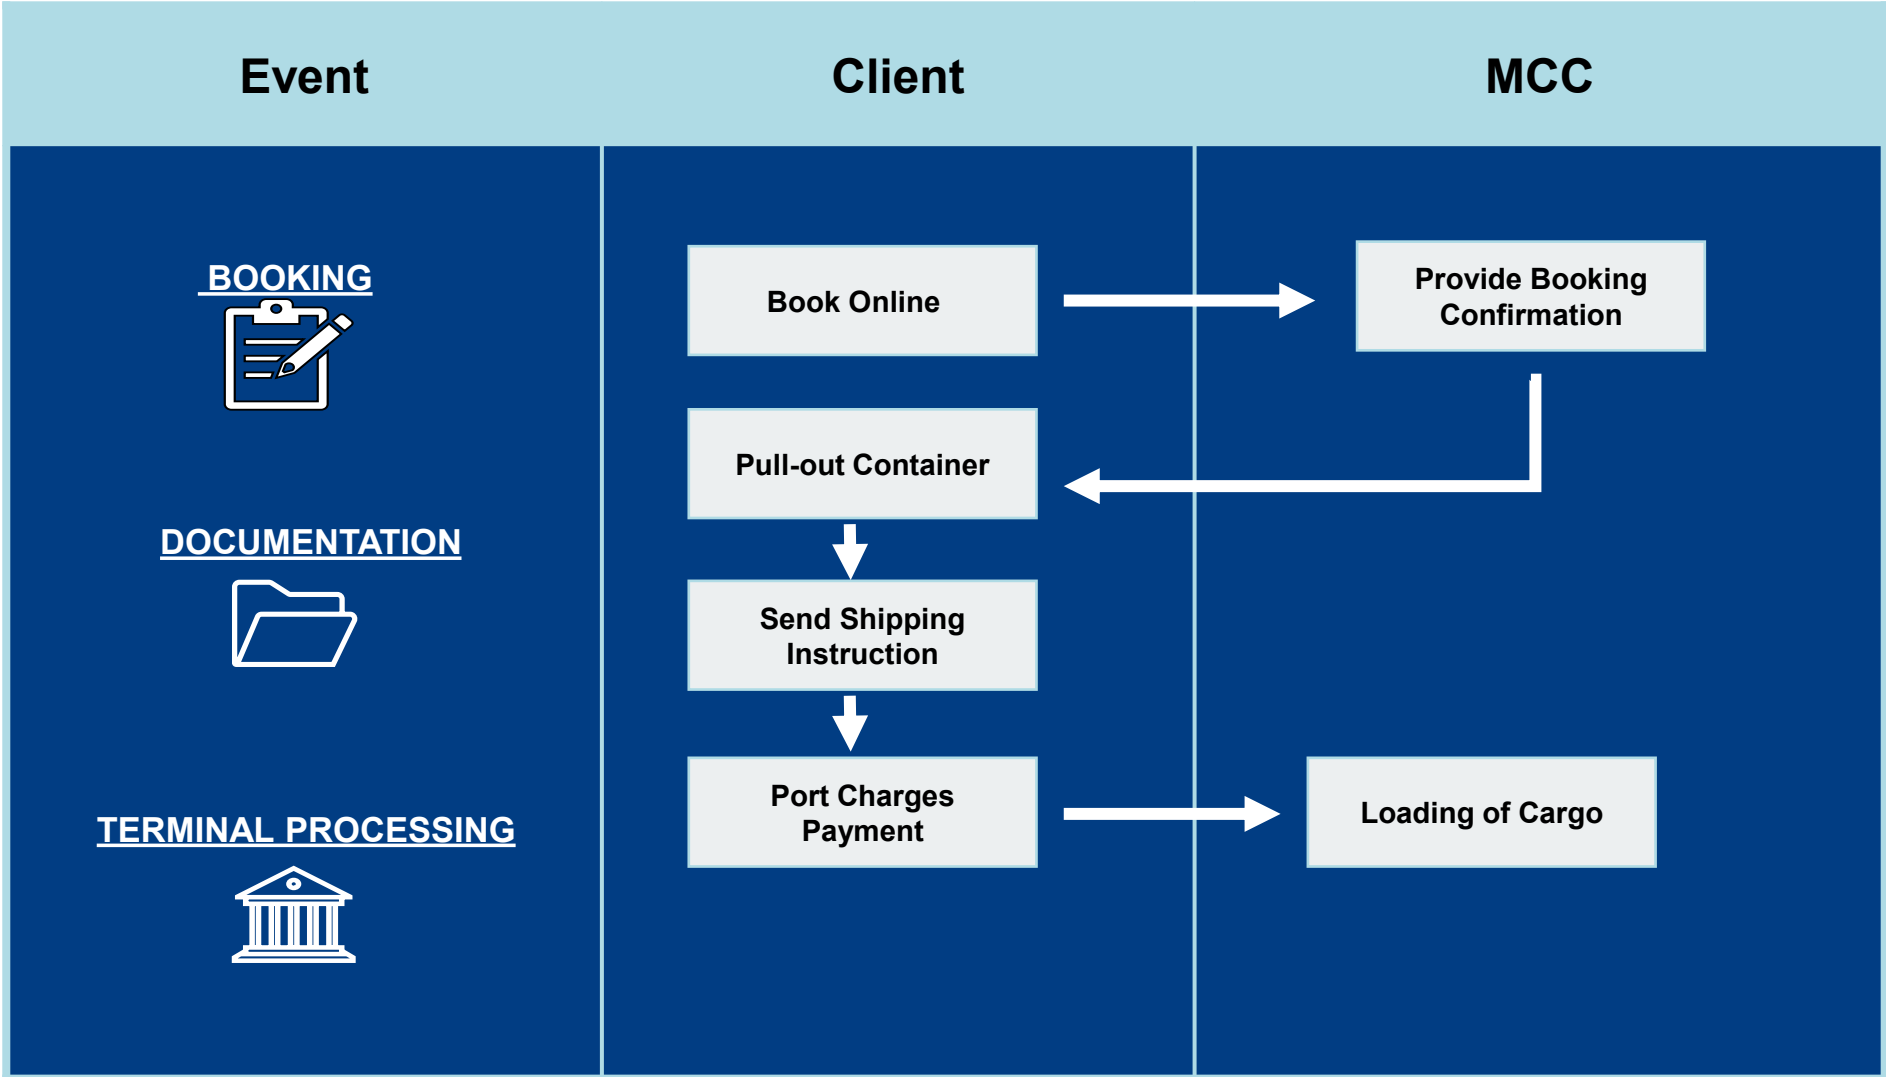 Event
Client
MCC
BOOKING
Book Online
Provide Booking
Confirmation
Pull-out Container
DOCUMENTATION
Send Shipping
Instruction
TERMINAL PROCESSING
Port Charges
Payment
Loading of Cargo